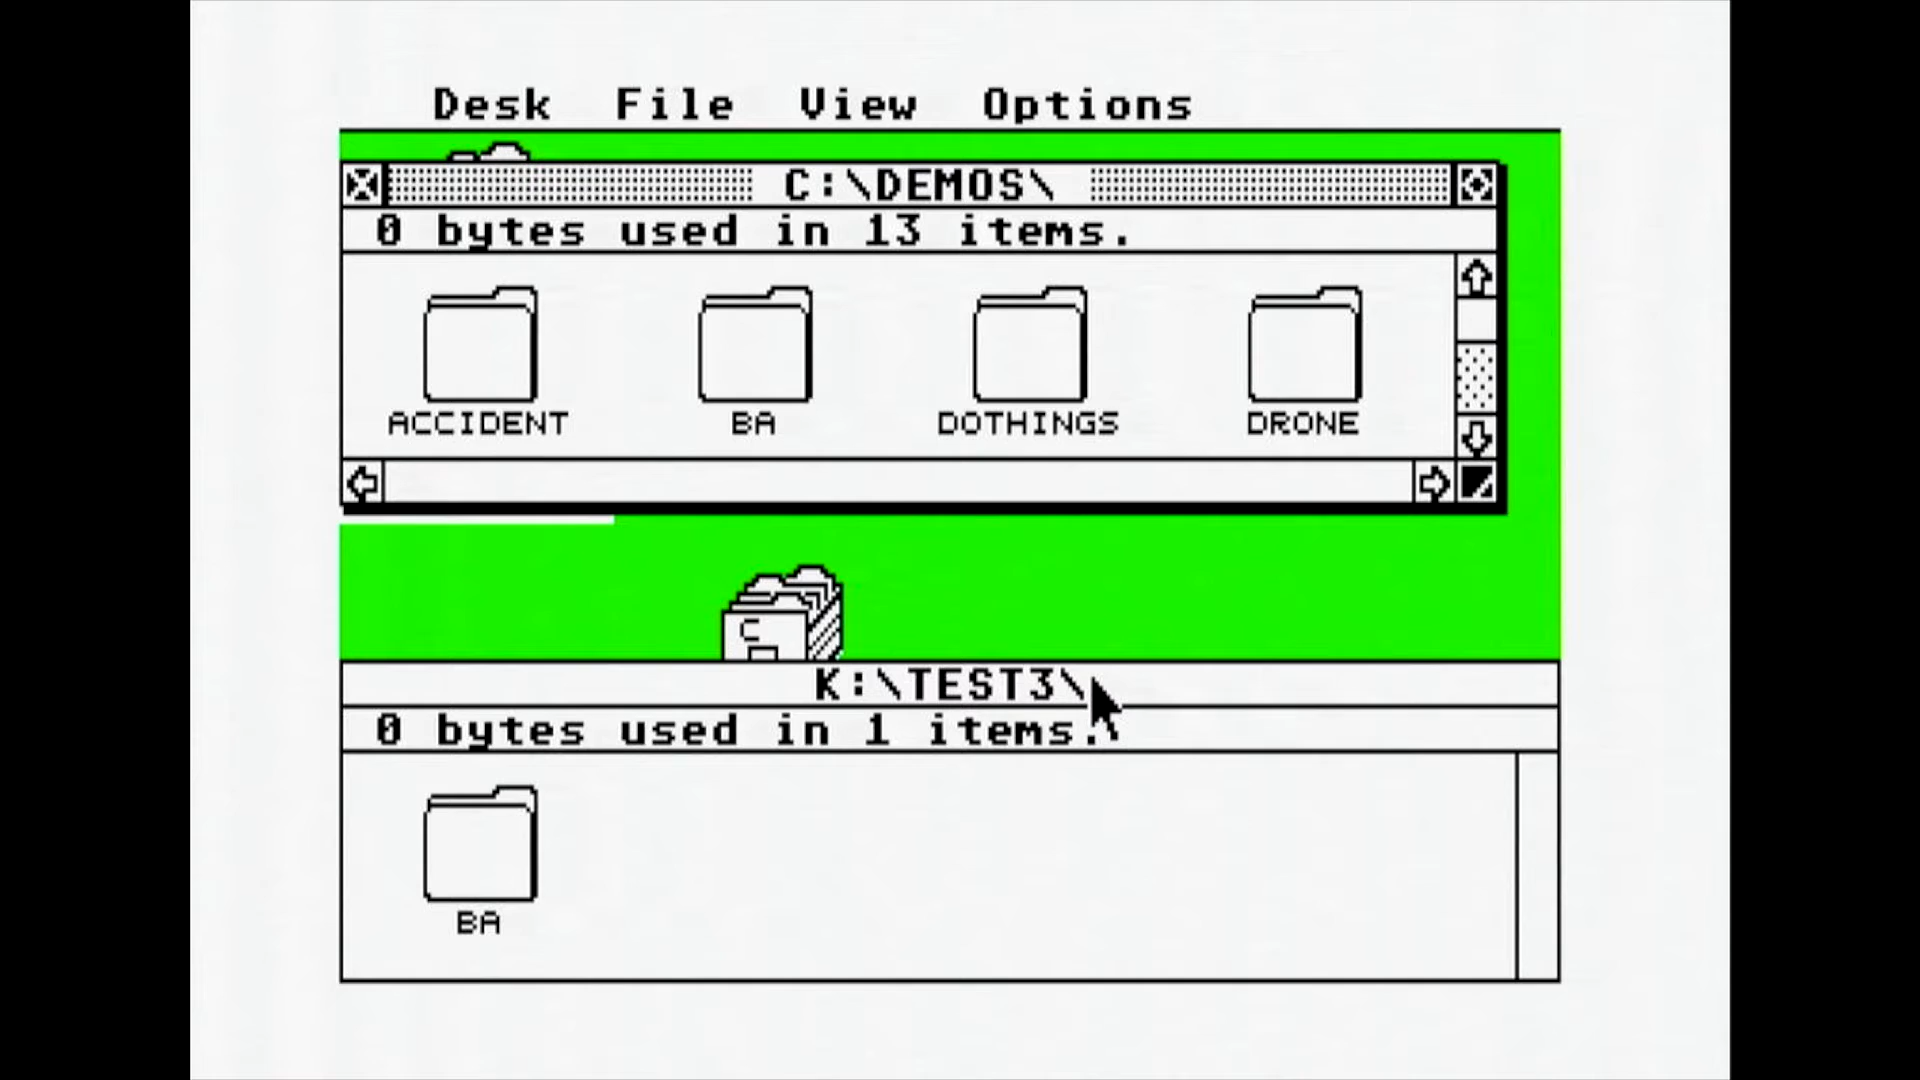 Desk File View Options
C:\DEMOS\
0 bytes used in 13 items.
ACCIDENT BA DOTHINGS DRONE
C
K:\TEST3\
0 bytes used in 1 items.
BA